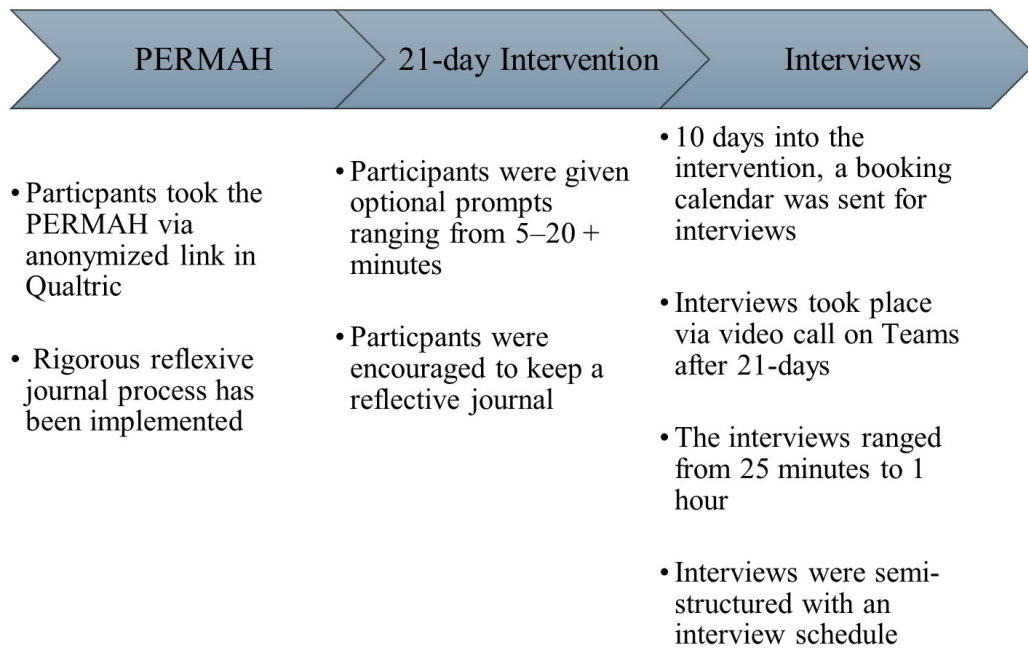 PERMAH
21-day Intervention
Interviews
• Particpants took the
PERMAH via
anonymized link in
Qualtric
• Rigorous reflexive
journal process has
been implemented
• Participants were given
optional prompts
ranging from 5–20 +
minutes
• Partcpants were
encouraged to keep a
reflective journal
• 10 days into the
intervention, a booking
calendar was sent for
interviews
• Interviews took place
via video call on Teams
after 21-days
• The interviews ranged
from 25 minutes to 1
hour
• Interviews were semi-
structured with an
interview schedule